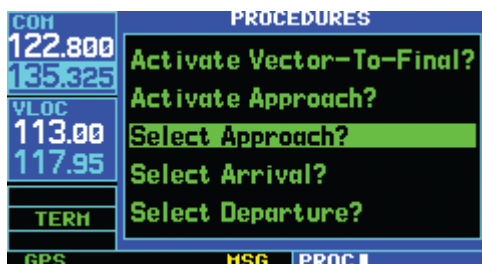 COM
122.800
135.325
VLOC
113.00
117.95
TERM
GPS
PROCEDURES
Activate Vector-To-Final?
Activate Approach?
Select Approach?
Select Arrival?
Select Departure?
MSG
PROC